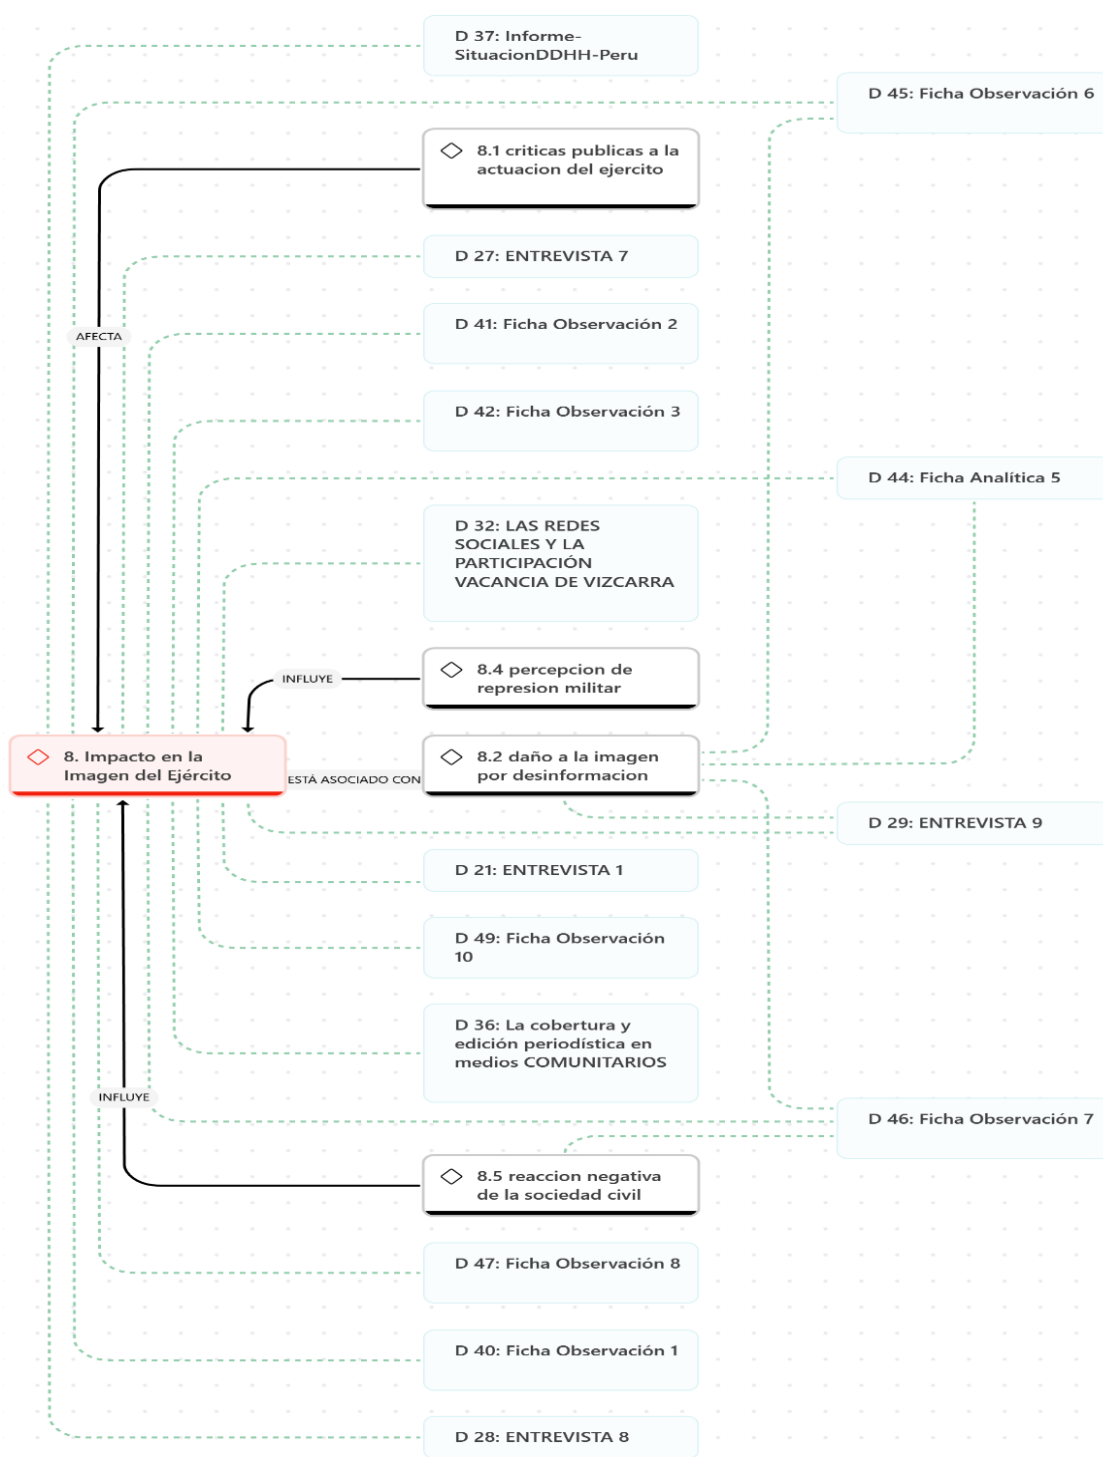 D 37: Informe-
SituacionDDHH-Peru
D 45: Ficha Observación 6
8.1 criticas publicas a la
actuacion del ejercito
D 27: ENTREVISTA 7
D 41: Ficha Observación 2
AFECTA
D 42: Ficha Observación 3
D 44: Ficha Analítica 5
D 32: LAS REDES
SOCIALES Y LA
PARTICIPACIÓN
VACANCIA DE VIZCARRA
8.4 percepcion de
represion militar
INFLUYE
8. Impacto en la
Imagen del Ejército
ESTÁ ASOCIADO CON
8.2 daño a la imagen
por desinformacion
D 29: ENTREVISTA 9
D 21: ENTREVISTA 1
D 49: Ficha Observación
10
D 36: La cobertura y
edición periodística en
medios COMUNITARIOS
INFLUYE
D 46: Ficha Observación 7
8.5 reaccion negativa
de la sociedad civil
D 47: Ficha Observación 8
D 40: Ficha Observación 1
D 28: ENTREVISTA 8